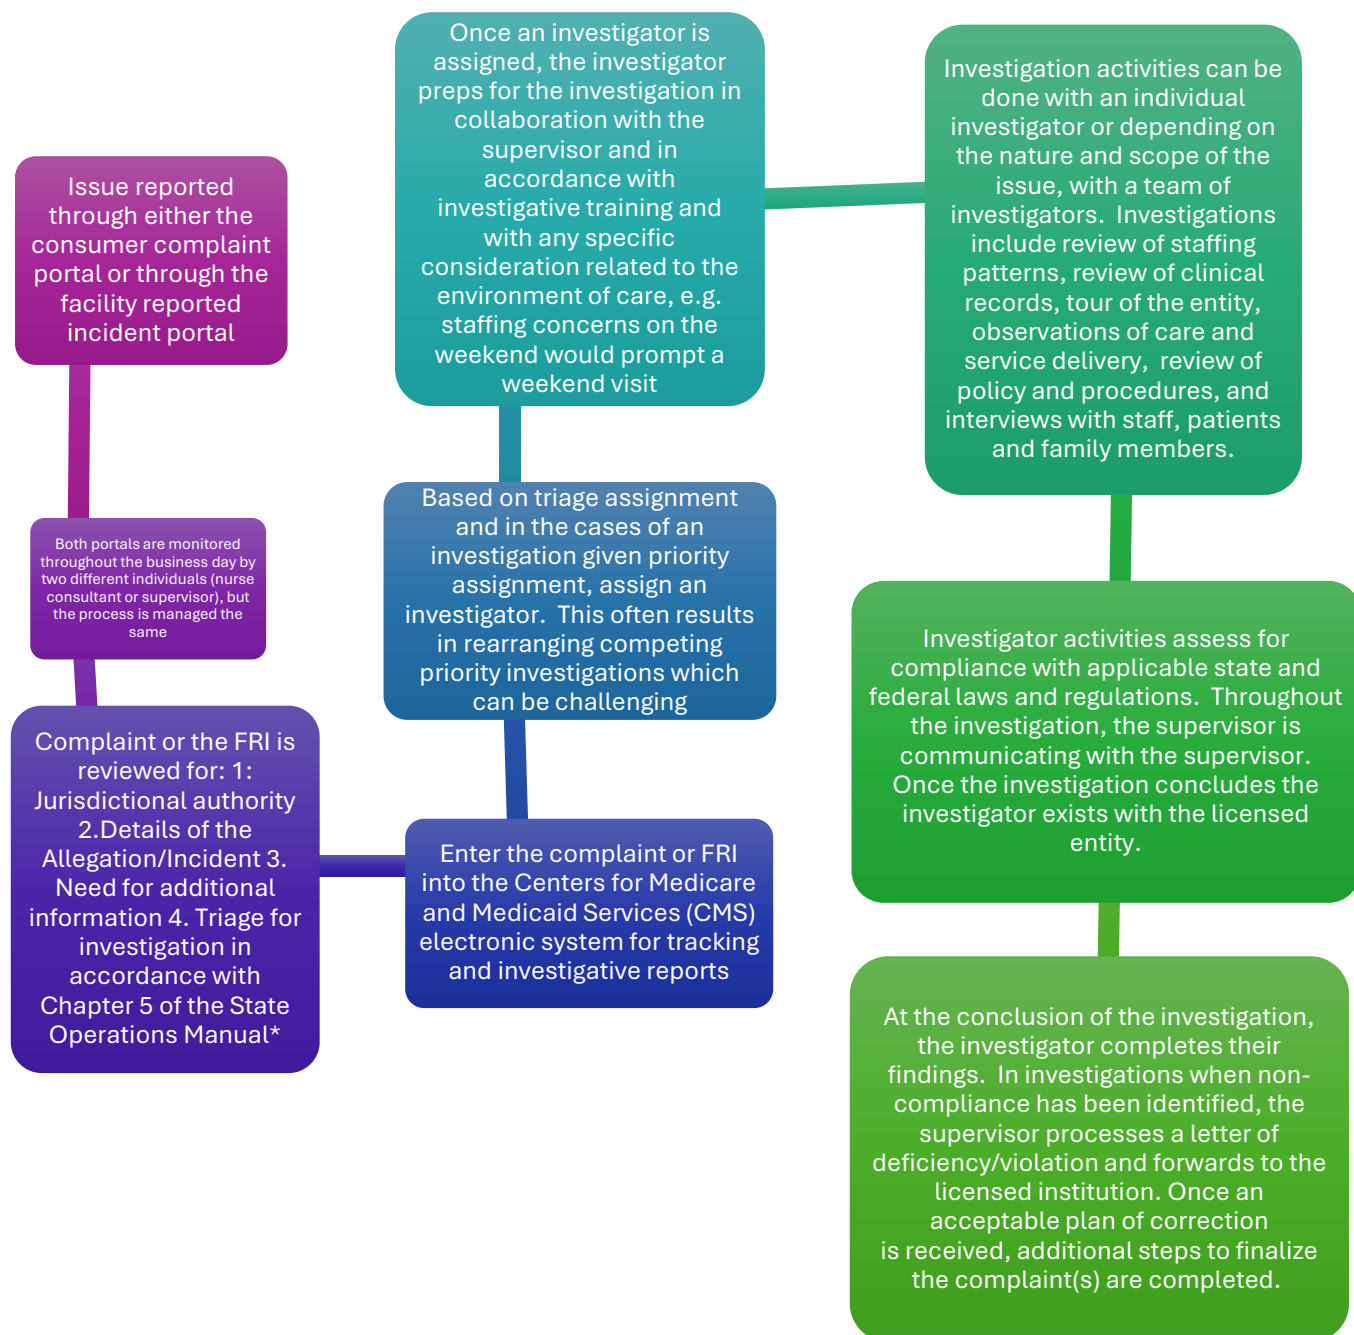 Issue reported
through either the
consumer complaint
portal or through the
facility reported
incident portal
Both portals are monitored
throughout the business day by
two different individuals (nurse
consultant or supervisor), but
the process is managed the
same
Complaint or the FRI is
reviewed for: 1:
Jurisdictional authority
2.Details of the
Allegation/Incident 3.
Need for additional
information 4. Triage for
investigation in
accordance with
Chapter 5 of the State
Operations Manual*
Enter the complaint or FRI
into the Centers for Medicare
and Medicaid Services (CMS)
electronic system for tracking
and investigative reports
Based on triage assignment
and in the cases of an
investigation given priority
assignment, assign an
investigator. This often results
in rearranging competing
priority investigations which
can be challenging
Once an investigator is
assigned, the investigator
preps for the investigation in
collaboration with the
supervisor and in
accordance with
investigative training and
with any specific
consideration related to the
environment of care, e.g.
staffing concerns on the
weekend would prompt a
weekend visit
Investigation activities can be
done with an individual
investigator or depending on
the nature and scope of the
issue, with a team of
investigators. Investigations
include review of staffing
patterns, review of clinical
records, tour of the entity,
observations of care and
service delivery, review of
policy and procedures, and
interviews with staff, patients
and family members.
Investigator activities assess for
compliance with applicable state and
federal laws and regulations. Throughout
the investigation, the supervisor is
communicating with the supervisor.
Once the investigation concludes the
investigator exists with the licensed
entity.
At the conclusion of the investigation,
the investigator completes their
findings. In investigations when non-
compliance has been identified, the
supervisor processes a letter of
deficiency/violation and forwards to the
licensed institution. Once an
acceptable plan of correction
is received, additional steps to finalize
the complaint(s) are completed.